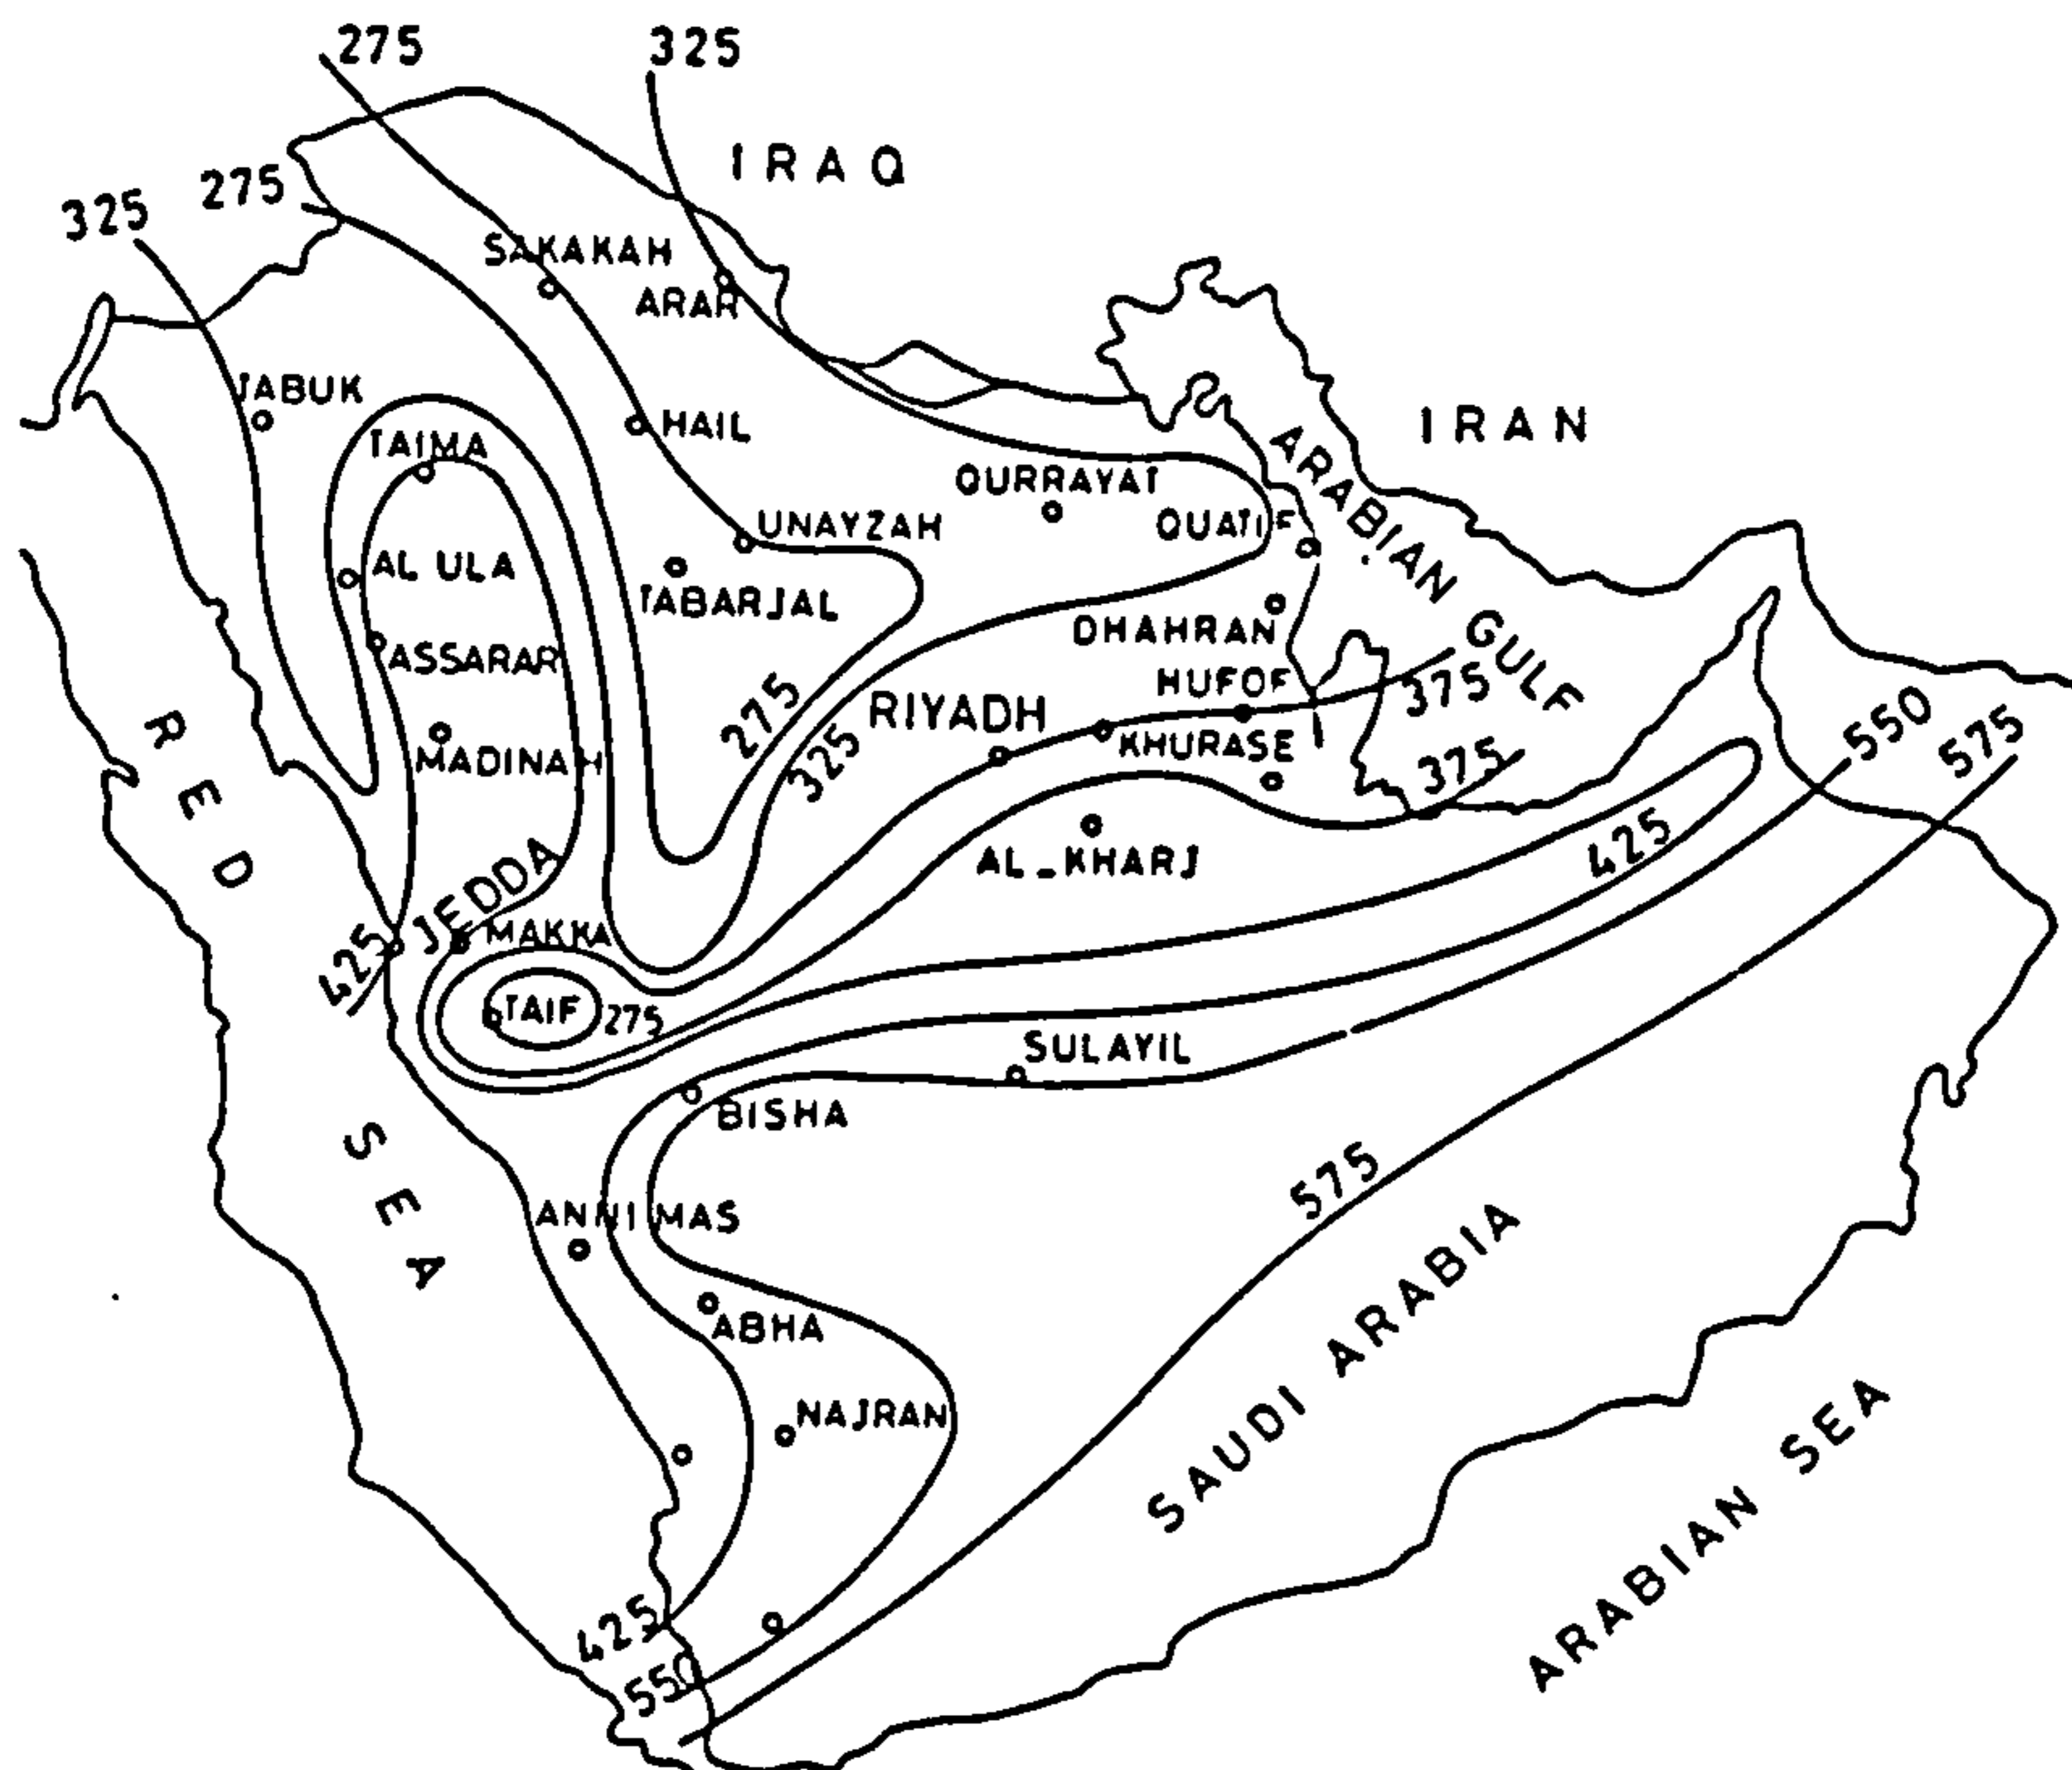 275
325
IRAQ
275
325
SAKAKAH
ARAR
TABUK
IRAN
HAIL
TAIMA
ARABIAN GULF
QURRAYAT
UNAYZAH
QUATIF
AL ULA
TABARJAL
DHAHRAN
ASSARAR
HUFOF
375
RIYADH
275
550
575
RED SEA
MADINAH
325
KHURASE
375
425
AL-KHARJ
JEDDA
MAKKA
425
TAIF
275
SULAYIL
BISHA
575
ANNIMAS
SAUDI ARABIA
ABHA
NAJRAN
ARABIAN SEA
425
550